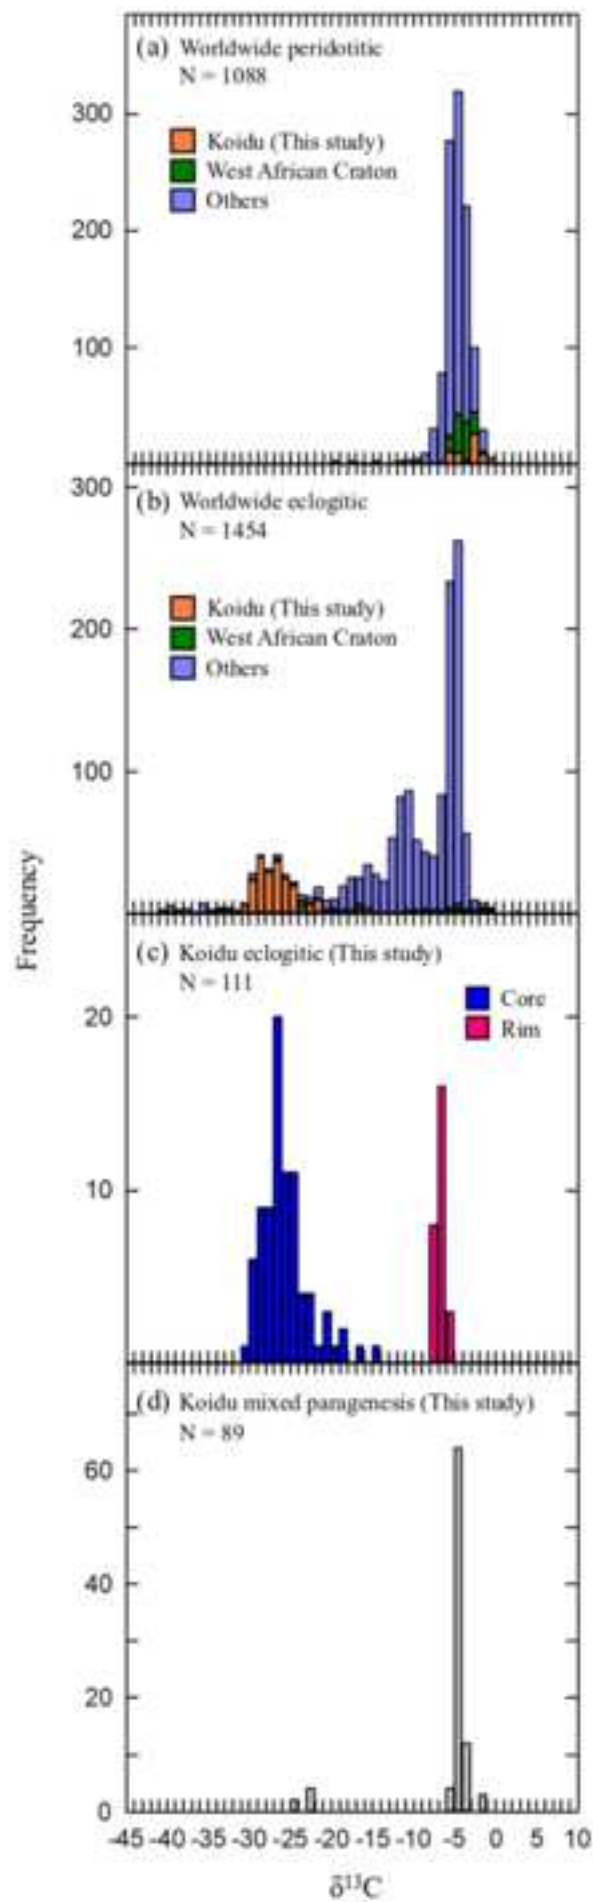 (a) Worldwide peridotitic
N = 1088
300
Koidu (This study)
West African Craton
Others
200
100
300
(b) Worldwide eclogitic
N = 1454
Koidu (This study)
200
West African Craton
Others
100
Frequency
(c) Koidu eclogitic (This study)
N = 111
Core
20
Rim
10
(d) Koidu mixed paragenesis (This study)
N = 89
60
40
20
0
-45 -40 -35 -30 -25 -20 -15 -10 -5 0 5 10
δ¹³C